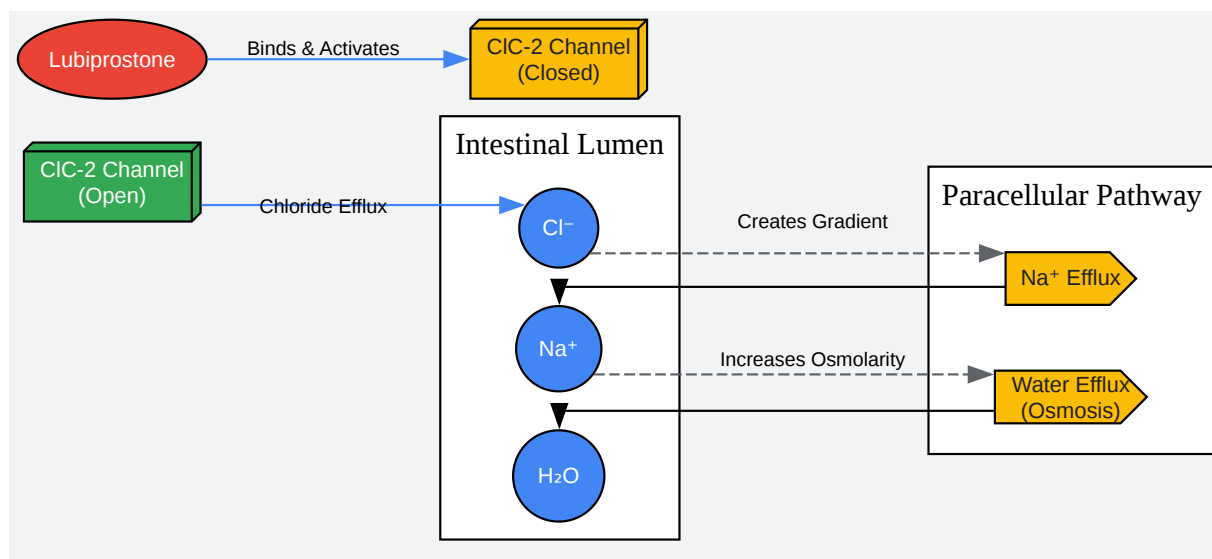 Lubiprostone
Binds & Activates
ClC-2 Channel
(Closed)
ClC-2 Channel
(Open)
Chloride Efflux
Intestinal Lumen
Cl⁻
Creates Gradient
Paracellular Pathway
Na⁺ Efflux
Na⁺
Increases Osmolarity
Water Efflux
(Osmosis)
H₂O